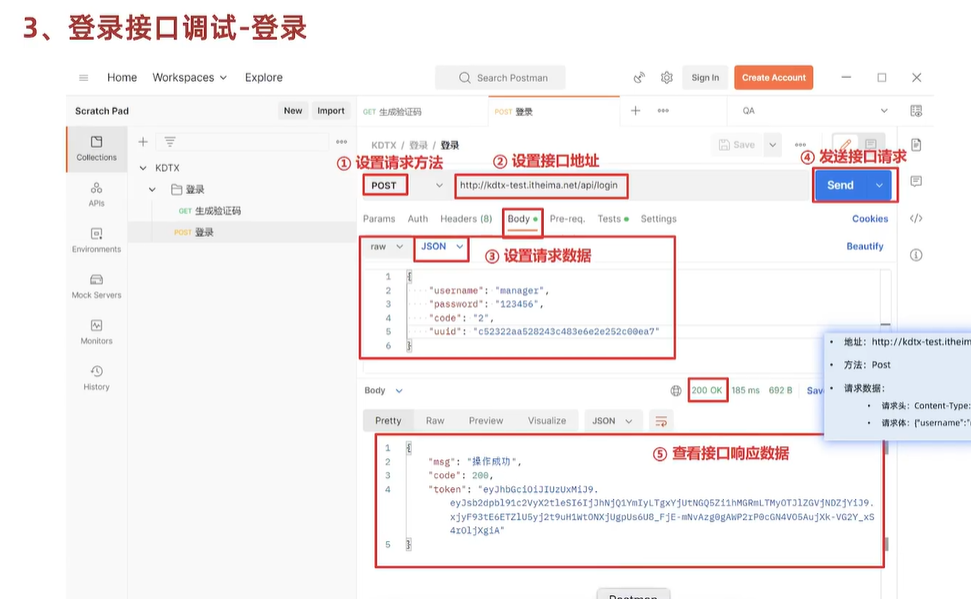 3、登录接口调试-登录
Home Workspaces Explore
Search Postman
Sign In Create Account
Scratch Pad New Import
GET 生成验证码 POST 登录 QA
Collections
KDTX
登录
GET 生成验证码
POST 登录
APIs
Environments
Mock Servers
Monitors
History
KDTX / 登录 / 登录 Save
① 设置请求方法 ② 设置接口地址 ④ 发送接口请求
POST http://kdtx-test.itheima.net/api/login Send
Params Auth Headers (8) Body Pre-req. Tests Settings Cookies
raw JSON Beautify
③ 设置请求数据
1 {
2 "username": "manager",
3 "password": "123456",
4 "code": "2",
5 "uuid": "c52322aa528243c483e6e2e252c00ea7"
6 }
• 地址：http://kdtx-test.itheim
• 方法：Post
• 请求数据：
• 请求头：Content-Type:
• 请求体：{"username":"
Body 200 OK 185 ms 692 B Sav
Pretty Raw Preview Visualize JSON
⑤ 查看接口响应数据
1 {
2 "msg": "操作成功",
3 "code": 200,
4 "token": "eyJhbGciOiJIUzUxMiJ9.
5 }
Postman